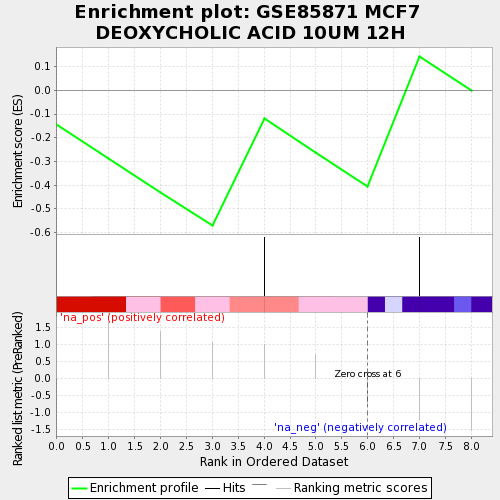 Enrichment plot: GSE85871 MCF7
DEOXYCHOLIC ACID 10UM 12H
Enrichment score (ES)
0.1
0.0
-0.1
-0.2
-0.3
-0.4
-0.5
-0.6
'na_pos' (positively correlated)
Ranked list metric (PreRanked)
1.5
1.0
0.5
0.0
-0.5
-1.0
-1.5
Zero cross at 6
'na_neg' (negatively correlated)
0.0 0.5 1.0 1.5 2.0 2.5 3.0 3.5 4.0 4.5 5.0 5.5 6.0 6.5 7.0 7.5 8.0
Rank in Ordered Dataset
Enrichment profile Hits Ranking metric scores